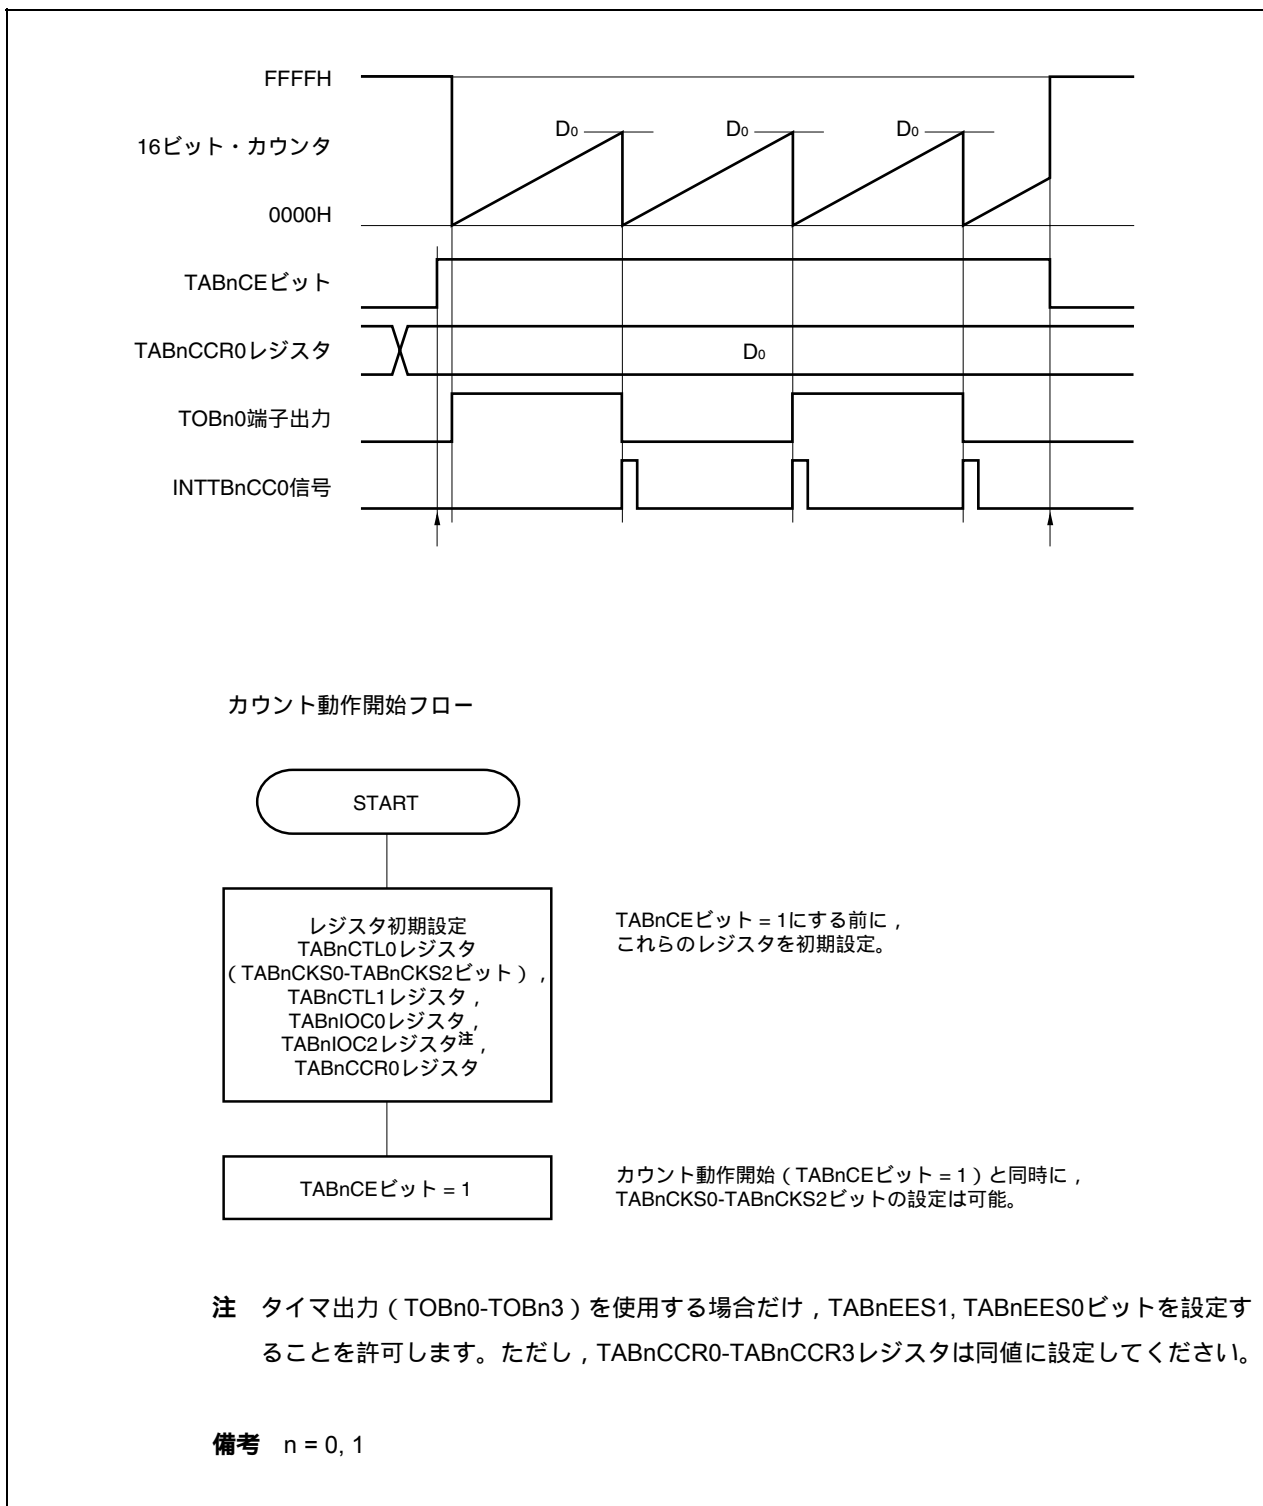 FFFFH
D0 D0 D0
16ビット・カウンタ
0000H
TABnCEビット
TABnCCR0レジスタ
D0
TOBn0端子出力
INTTBnCC0信号
カウント動作開始フロー
START
レジスタ初期設定
TABnCTL0レジスタ
（TABnCKS0-TABnCKS2ビット），
TABnCTL1レジスタ，
TABnIOC0レジスタ，
TABnIOC2レジスタ注，
TABnCCR0レジスタ
TABnCEビット = 1にする前に，
これらのレジスタを初期設定。
TABnCEビット = 1
カウント動作開始（TABnCEビット = 1）と同時に，
TABnCKS0-TABnCKS2ビットの設定は可能。
注 タイマ出力（TOBn0-TOBn3）を使用する場合だけ，TABnEES1, TABnEES0ビットを設定す
ることを許可します。ただし，TABnCCR0-TABnCCR3レジスタは同値に設定してください。
備考 n = 0, 1